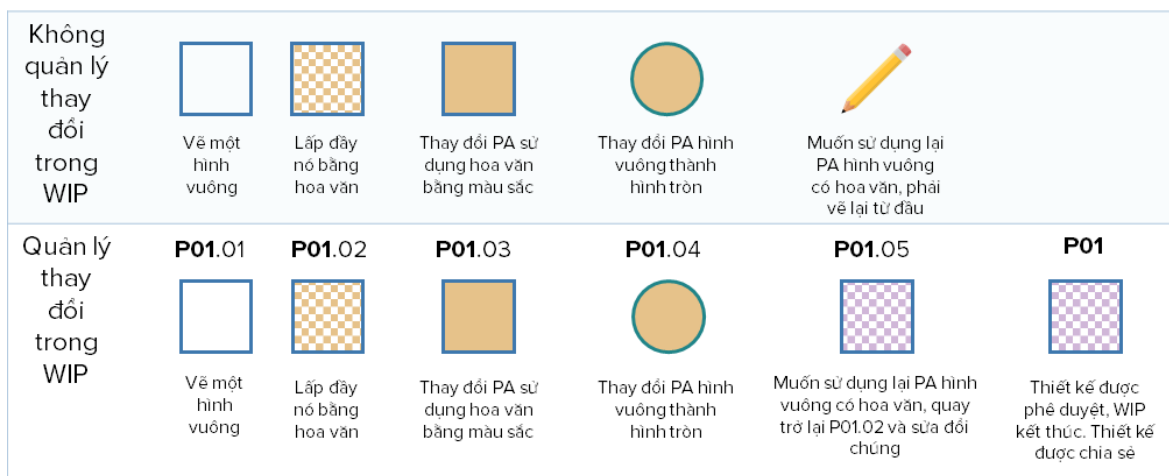 Không
quản lý
thay
đổi
trong
WIP
Vẽ một
hình
vuông
Lấp đầy
nó bằng
hoa văn
Thay đổi PA sử
dụng hoa văn
bằng màu sắc
Thay đổi PA hình
vuông thành
hình tròn
Muốn sử dụng lại
PA hình vuông
có hoa văn, phải
vẽ lại từ đầu
Quản lý
thay
đổi
trong
WIP
P01.01
Vẽ một
hình
vuông
P01.02
Lấp đầy
nó bằng
hoa văn
P01.03
Thay đổi PA sử
dụng hoa văn
bằng màu sắc
P01.04
Thay đổi PA hình
vuông thành
hình tròn
P01.05
Muốn sử dụng lại PA hình
vuông có hoa văn, quay
trở lại P01.02 và sửa đổi
chúng
P01
Thiết kế được
phê duyệt, WIP
kết thúc. Thiết kế
được chia sẻ